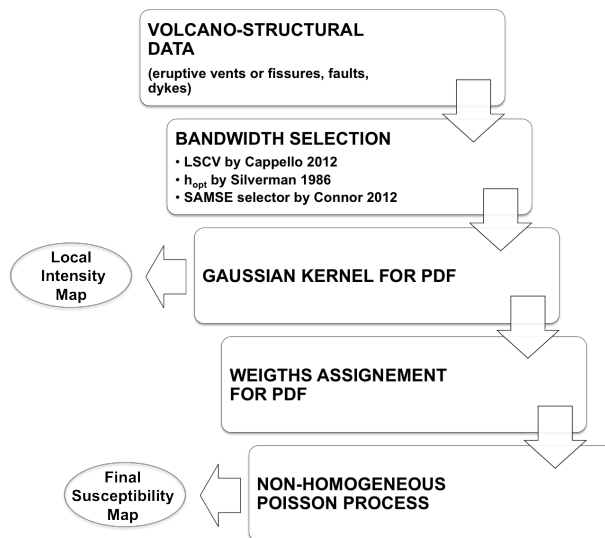 VOLCANO-STRUCTURAL
DATA
(eruptive vents or fissures, faults,
dykes)
BANDWIDTH SELECTION
• LSCV by Cappello 2012
• hopt by Silverman 1986
• SAMSE selector by Connor 2012
Local
Intensity
Map
GAUSSIAN KERNEL FOR PDF
WEIGTHS ASSIGNEMENT
FOR PDF
Final
Susceptibility
Map
NON-HOMOGENEOUS
POISSON PROCESS